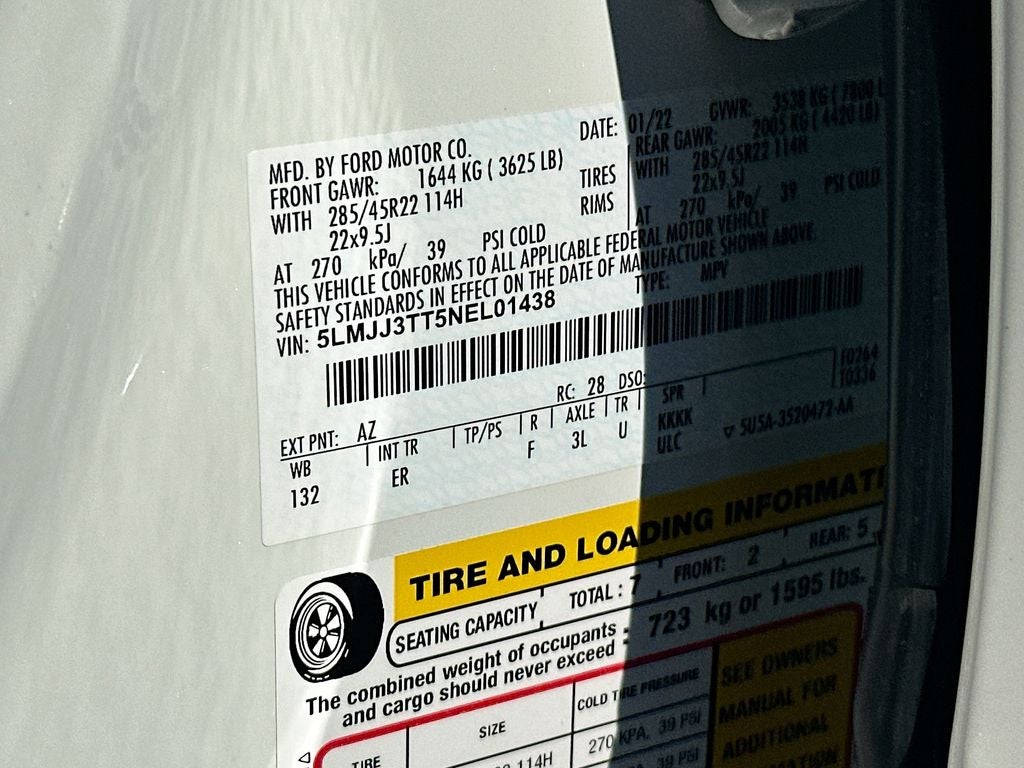 MFD. BY FORD MOTOR CO.
DATE: 01/22 GVWR: 3538 KG ( 7800 L
FRONT GAWR: 1644 KG ( 3625 LB)
REAR GAWR: 2005 KG ( 4420 LB)
WITH 285/45R22 114H TIRES
WITH 285/45R22 114H
22x9.5J RIMS
22x9.5J
AT 270 kPa/ 39 PSI COLD
AT 270 kPa/ 39 PSI COLD
THIS VEHICLE CONFORMS TO ALL APPLICABLE FEDERAL MOTOR VEHICLE
SAFETY STANDARDS IN EFFECT ON THE DATE OF MANUFACTURE SHOWN ABOVE.
VIN: 5LMJJ3TT5NEL01438 TYPE: MPV
F0264
T0336
RC: 28 DSO:
EXT PNT: AZ
WB INT TR TP/PS R AXLE TR SPR
132 ER F 3L U KKKK
ULC 5U5A-3520472-AA
TIRE AND LOADING INFORMATI
SEATING CAPACITY TOTAL : 7 FRONT: 2 REAR: 5
The combined weight of occupants and cargo should never exceed : 723 kg or 1595 lbs.
TIRE SIZE COLD TIRE PRESSURE
114H 270 KPA, 39 PSI
39 PSI
SEE OWNERS
MANUAL FOR
ADDITIONAL